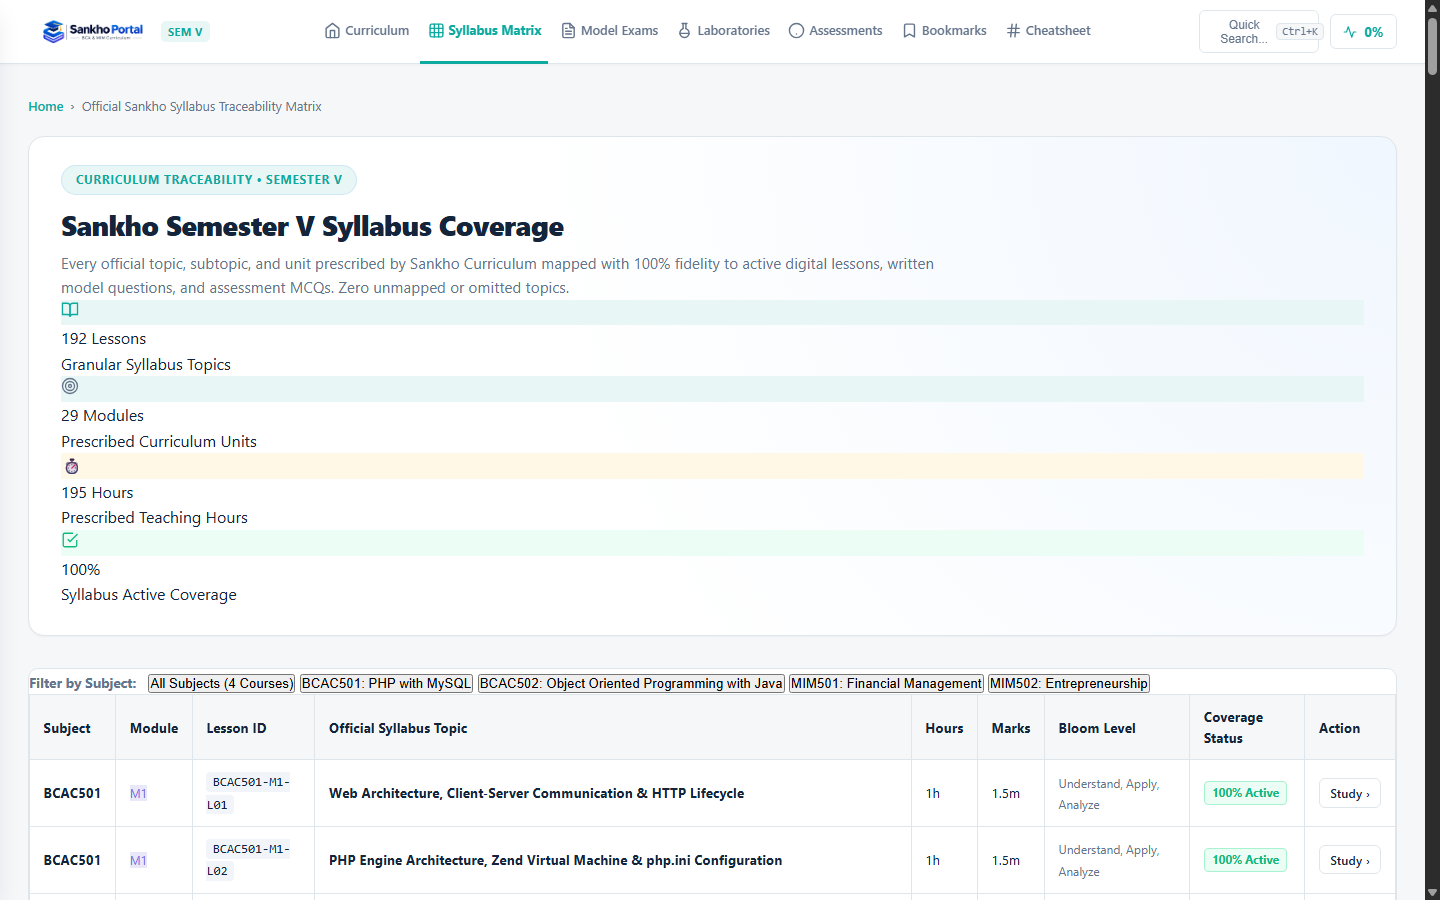 Sankho Portal
BCA & MIM Curriculum
SEM V
Curriculum
Syllabus Matrix
Model Exams
Laboratories
Assessments
Bookmarks
Cheatsheet
Quick Search...
Ctrl+K
0%
Home › Official Sankho Syllabus Traceability Matrix
CURRICULUM TRACEABILITY • SEMESTER V
Sankho Semester V Syllabus Coverage
Every official topic, subtopic, and unit prescribed by Sankho Curriculum mapped with 100% fidelity to active digital lessons, written
model questions, and assessment MCQs. Zero unmapped or omitted topics.
192 Lessons
Granular Syllabus Topics
29 Modules
Prescribed Curriculum Units
195 Hours
Prescribed Teaching Hours
100%
Syllabus Active Coverage
Filter by Subject: All Subjects (4 Courses) BCAC501: PHP with MySQL BCAC502: Object Oriented Programming with Java MIM501: Financial Management MIM502: Entrepreneurship
Subject Module Lesson ID Official Syllabus Topic Hours Marks Bloom Level Coverage Status Action
BCAC501 M1 BCAC501-M1-L01 Web Architecture, Client-Server Communication & HTTP Lifecycle 1h 1.5m Understand, Apply, Analyze 100% Active Study ›
BCAC501 M1 BCAC501-M1-L02 PHP Engine Architecture, Zend Virtual Machine & php.ini Configuration 1h 1.5m Understand, Apply, Analyze 100% Active Study ›